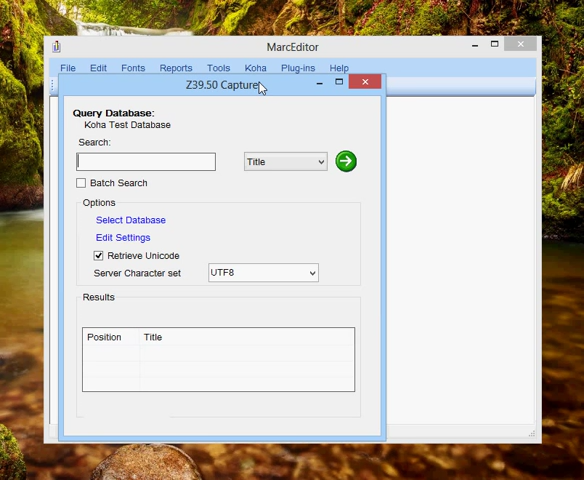 MarcEditor
File Edit Fonts Reports Tools Koha Plug-ins Help
Z39.50 Capture
Query Database:
Koha Test Database
Search:
Title
Batch Search
Options
Select Database
Edit Settings
Retrieve Unicode
Server Character set UTF8
Results
Position Title